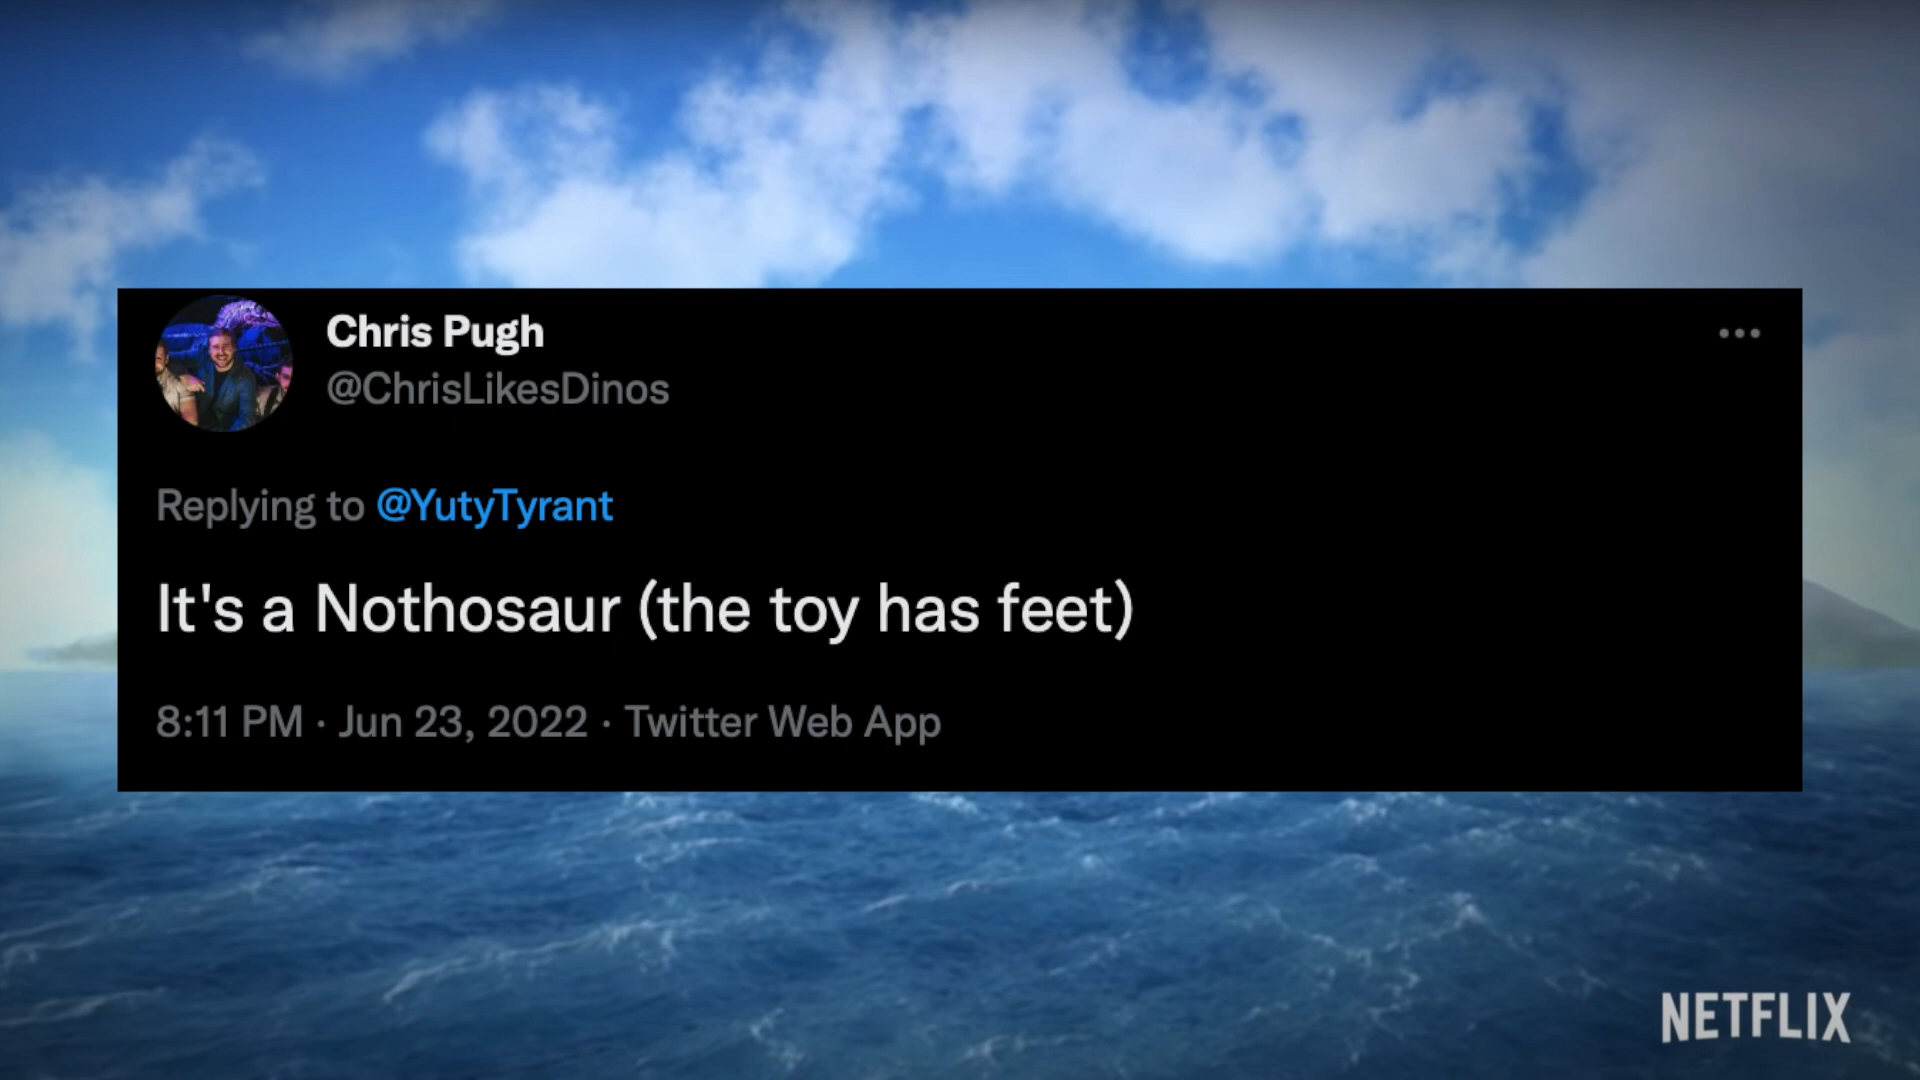 Chris Pugh
@ChrisLikesDinos
Replying to @YutyTyrant
It's a Nothosaur (the toy has feet)
8:11 PM · Jun 23, 2022 · Twitter Web App
NETFLIX